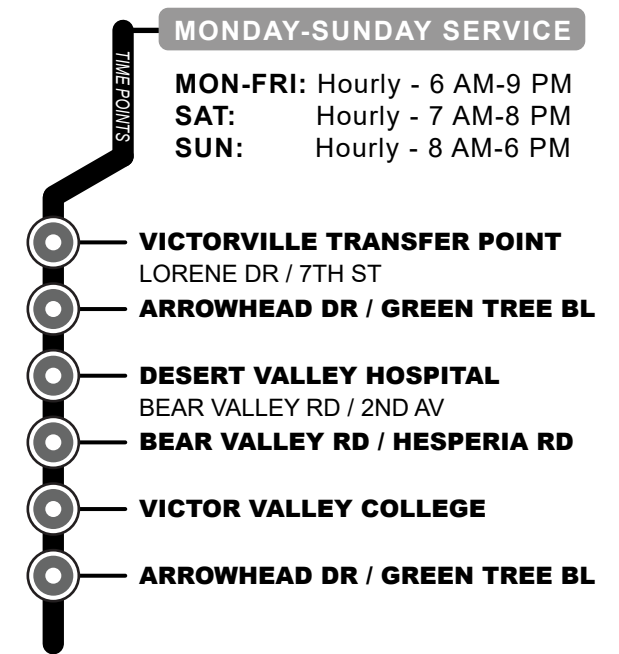 MONDAY-SUNDAY SERVICE
TIME POINTS
MON-FRI: Hourly - 6 AM-9 PM
SAT: Hourly - 7 AM-8 PM
SUN: Hourly - 8 AM-6 PM
VICTORVILLE TRANSFER POINT
LORENE DR / 7TH ST
ARROWHEAD DR / GREEN TREE BL
DESERT VALLEY HOSPITAL
BEAR VALLEY RD / 2ND AV
BEAR VALLEY RD / HESPERIA RD
VICTOR VALLEY COLLEGE
ARROWHEAD DR / GREEN TREE BL